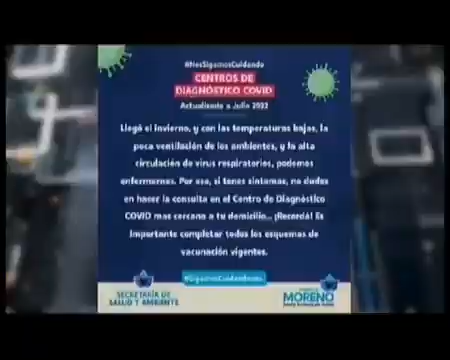 #NosSigamosCuidando
CENTROS DE
DIAGNÓSTICO COVID
Actualizado a Julio 2022
Llegó el invierno, y con las temperaturas bajas, la
poca ventilación de los ambientes, y la alta
circulación de virus respiratorios, podemos
enfermarnos. Por eso, si tenes síntomas, no dudes
en hacer la consulta en el Centro de Diagnóstico
COVID mas cercano a tu domicilio... ¡Recordá! Es
importante completar todos los esquemas de
vacunación vigentes.
#SigamosCuidandonos
SECRETARÍA DE
SALUD Y AMBIENTE
MORENO